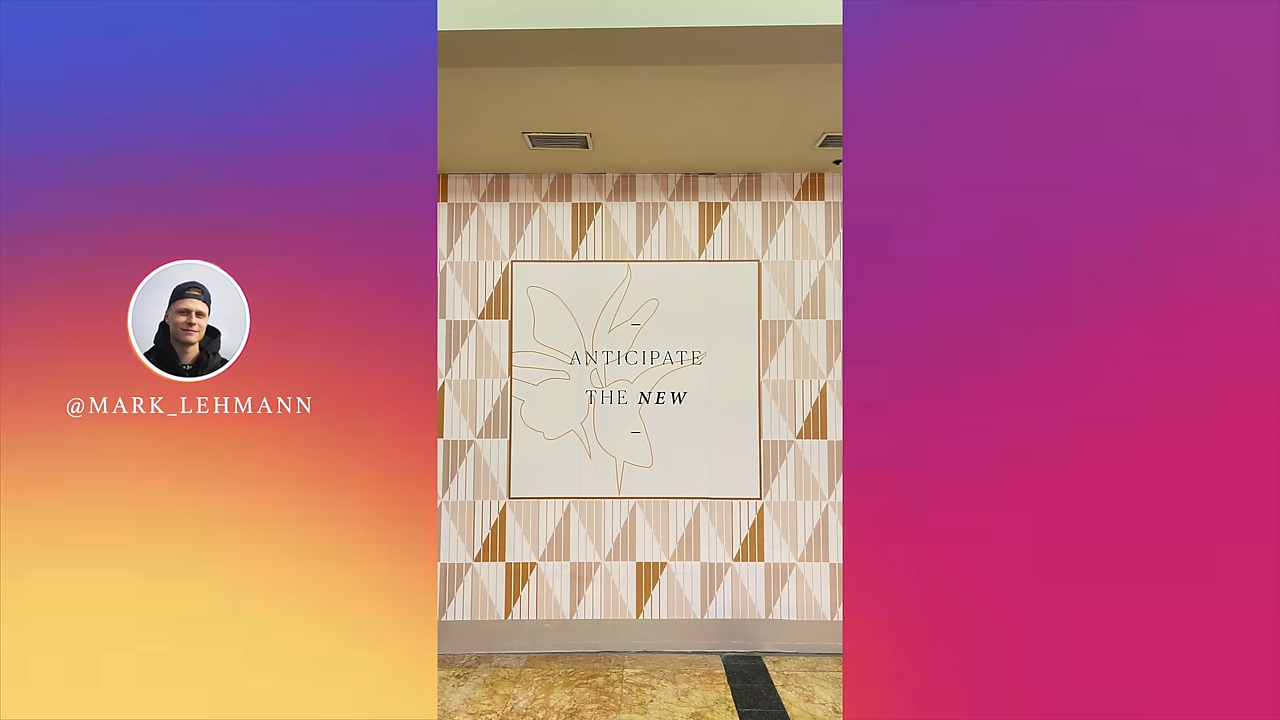 @MARK_LEHMANN
–
ANTICIPATE
THE NEW
–